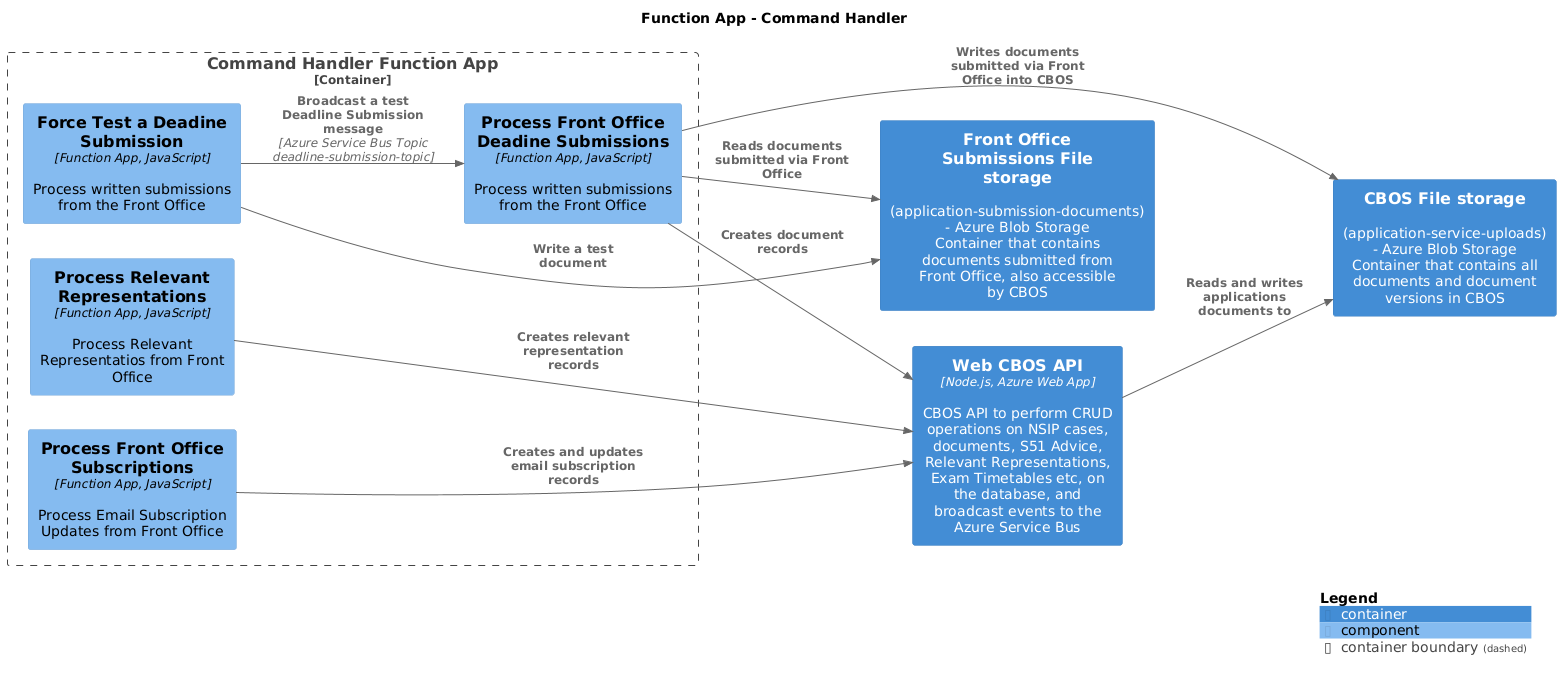 Function App - Command Handler
Command Handler Function App
[Container]
Force Test a Deadine
Submission
[Function App, JavaScript]
Process written submissions
from the Front Office
Broadcast a test
Deadline Submission
message
[Azure Service Bus Topic
deadline-submission-topic]
Process Front Office
Deadine Submissions
[Function App, JavaScript]
Process written submissions
from the Front Office
Writes documents
submitted via Front
Office into CBOS
Reads documents
submitted via Front
Office
Front Office
Submissions File
storage
(application-submission-documents)
- Azure Blob Storage
Container that contains
documents submitted from
Front Office, also accessible
by CBOS
CBOS File storage
(application-service-uploads)
- Azure Blob Storage
Container that contains all
documents and document
versions in CBOS
Write a test
document
Creates document
records
Process Relevant
Representations
[Function App, JavaScript]
Process Relevant
Representatios from Front
Office
Creates relevant
representation
records
Reads and writes
applications
documents to
Web CBOS API
[Node.js, Azure Web App]
CBOS API to perform CRUD
operations on NSIP cases,
documents, S51 Advice,
Relevant Representations,
Exam Timetables etc, on
the database, and
broadcast events to the
Azure Service Bus
Process Front Office
Subscriptions
[Function App, JavaScript]
Process Email Subscription
Updates from Front Office
Creates and updates
email subscription
records
Legend
container
component
container boundary (dashed)